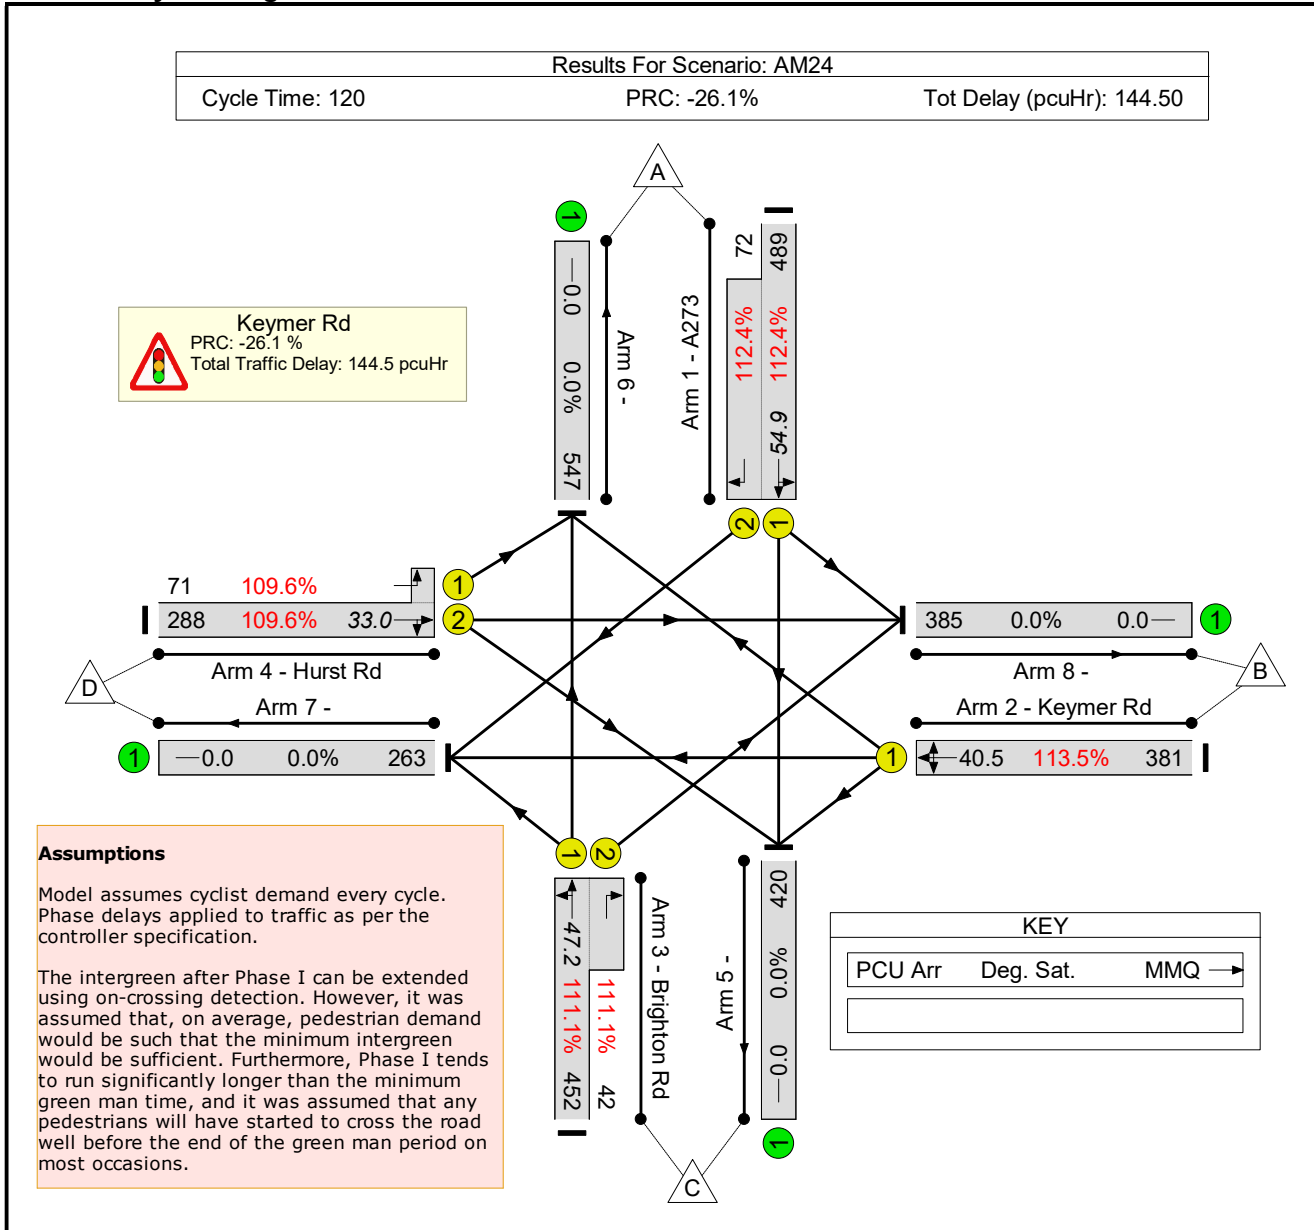 Results For Scenario: AM24
Cycle Time: 120 PRC: -26.1% Tot Delay (pcuHr): 144.50
A
1
72
489
0.0
0.0%
547
Arm 6 -
Arm 1 - A273
112.4%
112.4%
54.9
Keymer Rd
PRC: -26.1 %
Total Traffic Delay: 144.5 pcuHr
2
1
71 109.6%
1
288 109.6% 33.0
2
385 0.0% 0.0
1
Arm 4 - Hurst Rd
Arm 8 -
D
B
Arm 7 -
Arm 2 - Keymer Rd
1
0.0 0.0% 263
1
40.5 113.5% 381
1
2
47.2
111.1%
452
111.1%
42
Arm 3 - Brighton Rd
Arm 5 -
420
0.0%
0.0
1
C
Assumptions
Model assumes cyclist demand every cycle.
Phase delays applied to traffic as per the
controller specification.
The intergreen after Phase I can be extended
using on-crossing detection. However, it was
assumed that, on average, pedestrian demand
would be such that the minimum intergreen
would be sufficient. Furthermore, Phase I tends
to run significantly longer than the minimum
green man time, and it was assumed that any
pedestrians will have started to cross the road
well before the end of the green man period on
most occasions.
KEY
PCU Arr Deg. Sat. MMQ